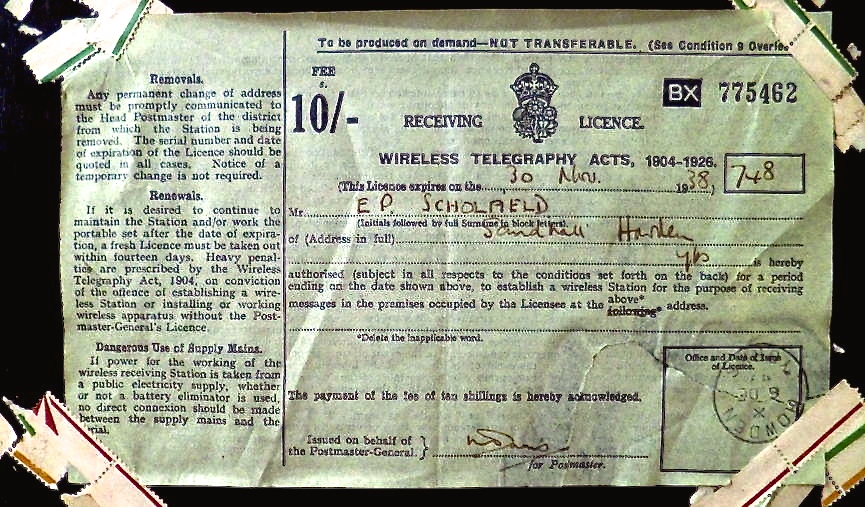 To be produced on demand—NOT TRANSFERABLE. (See Condition 9 Overle
Removals.
Any permanent change of address
must be promptly communicated to
the Head Postmaster of the district
from which the Station is being
removed. The serial number and date
of expiration of the Licence should be
quoted in all cases. Notice of a
temporary change is not required.
Renewals.
If it is desired to continue to
maintain the Station and/or work the
portable set after the date of expira-
tion, a fresh Licence must be taken out
within fourteen days. Heavy penal-
ties are prescribed by the Wireless
Telegraphy Act, 1904, on conviction
of the offence of establishing a wire-
less Station or installing or working
wireless apparatus without the Post-
master-General's Licence.
Dangerous Use of Supply Mains.
If power for the working of the
wireless receiving Station is taken from
a public electricity supply, whether
or not a battery eliminator is used,
no direct connexion should be made
between the supply mains and the
rial.
FEE
s.
10/-
RECEIVING LICENCE.
BX 775462
WIRELESS TELEGRAPHY ACTS, 1904-1926.
748
(This Licence expires on the 30 Nov. 1938,)
Mr. E P SCHOLFIELD
(Initials followed by full Surname in block letters).
of (Address in full) Harden
is hereby
authorised (subject in all respects to the conditions set forth on the back) for a period
ending on the date shown above, to establish a wireless Station for the purpose of receiving
messages in the premises occupied by the Licensee at the above* following* address.
*Delete the inapplicable word.
The payment of the fee of ten shillings is hereby acknowledged.
Issued on behalf of
the Postmaster-General.
for Postmaster.
Office and Date of Issue
of Licence.